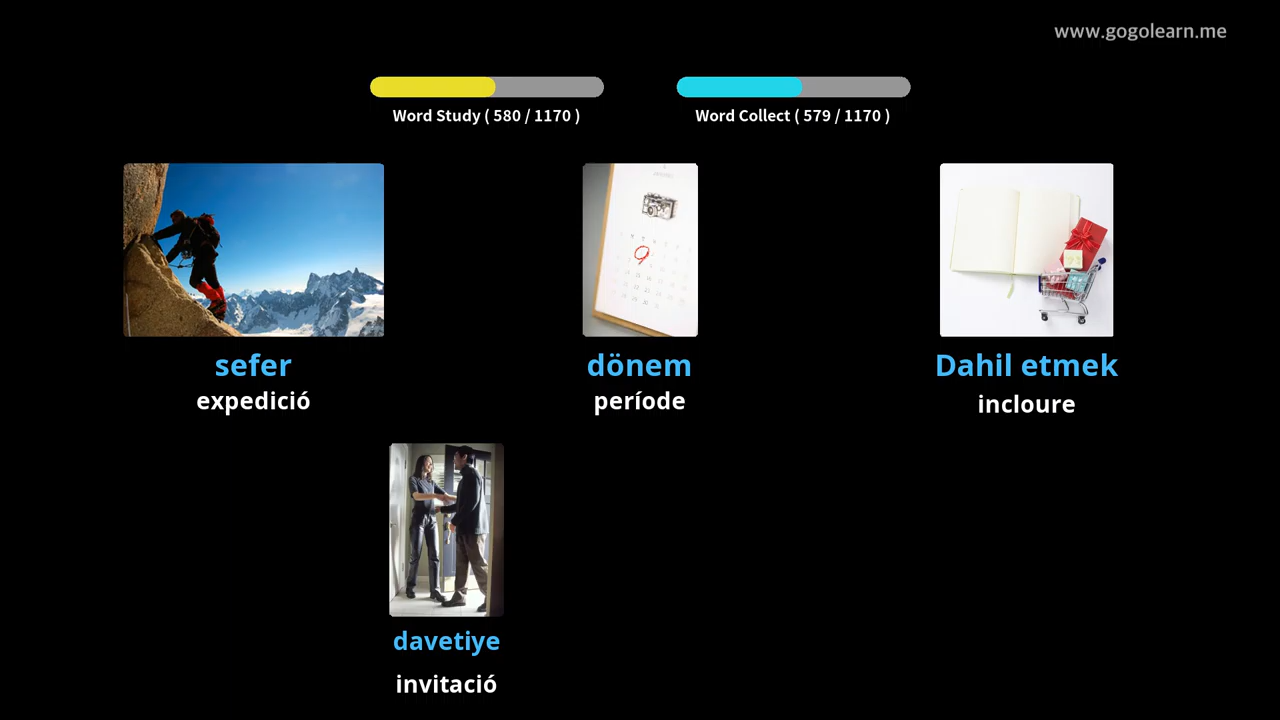 www.gogolearn.me
Word Study ( 580 / 1170 )
Word Collect ( 579 / 1170 )
sefer
dönem
Dahil etmek
expedició
període
incloure
davetiye
invitació